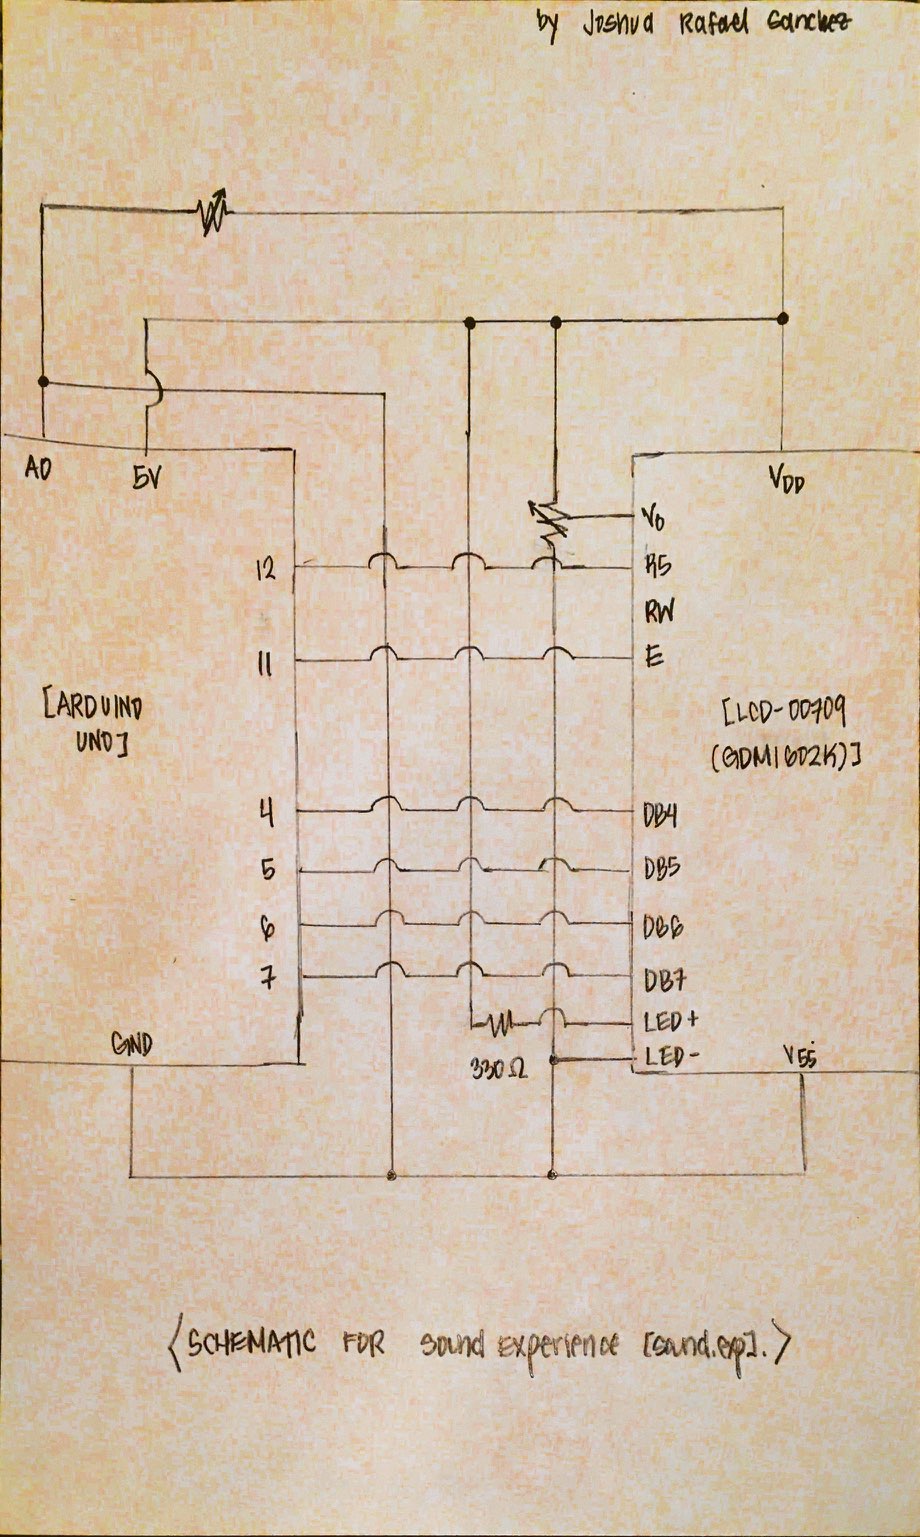 by Joshua Rafael Sanchez
A0
5V
VDD
Vo
12
RS
RW
11
E
[ARDUINO
UNO]
[LCD-00709
(GDM1602K)]
4
DB4
5
DB5
6
DB6
7
DB7
LED+
330Ω
LED-
GND
VSS
<SCHEMATIC FOR sound experience [sound.exp].>